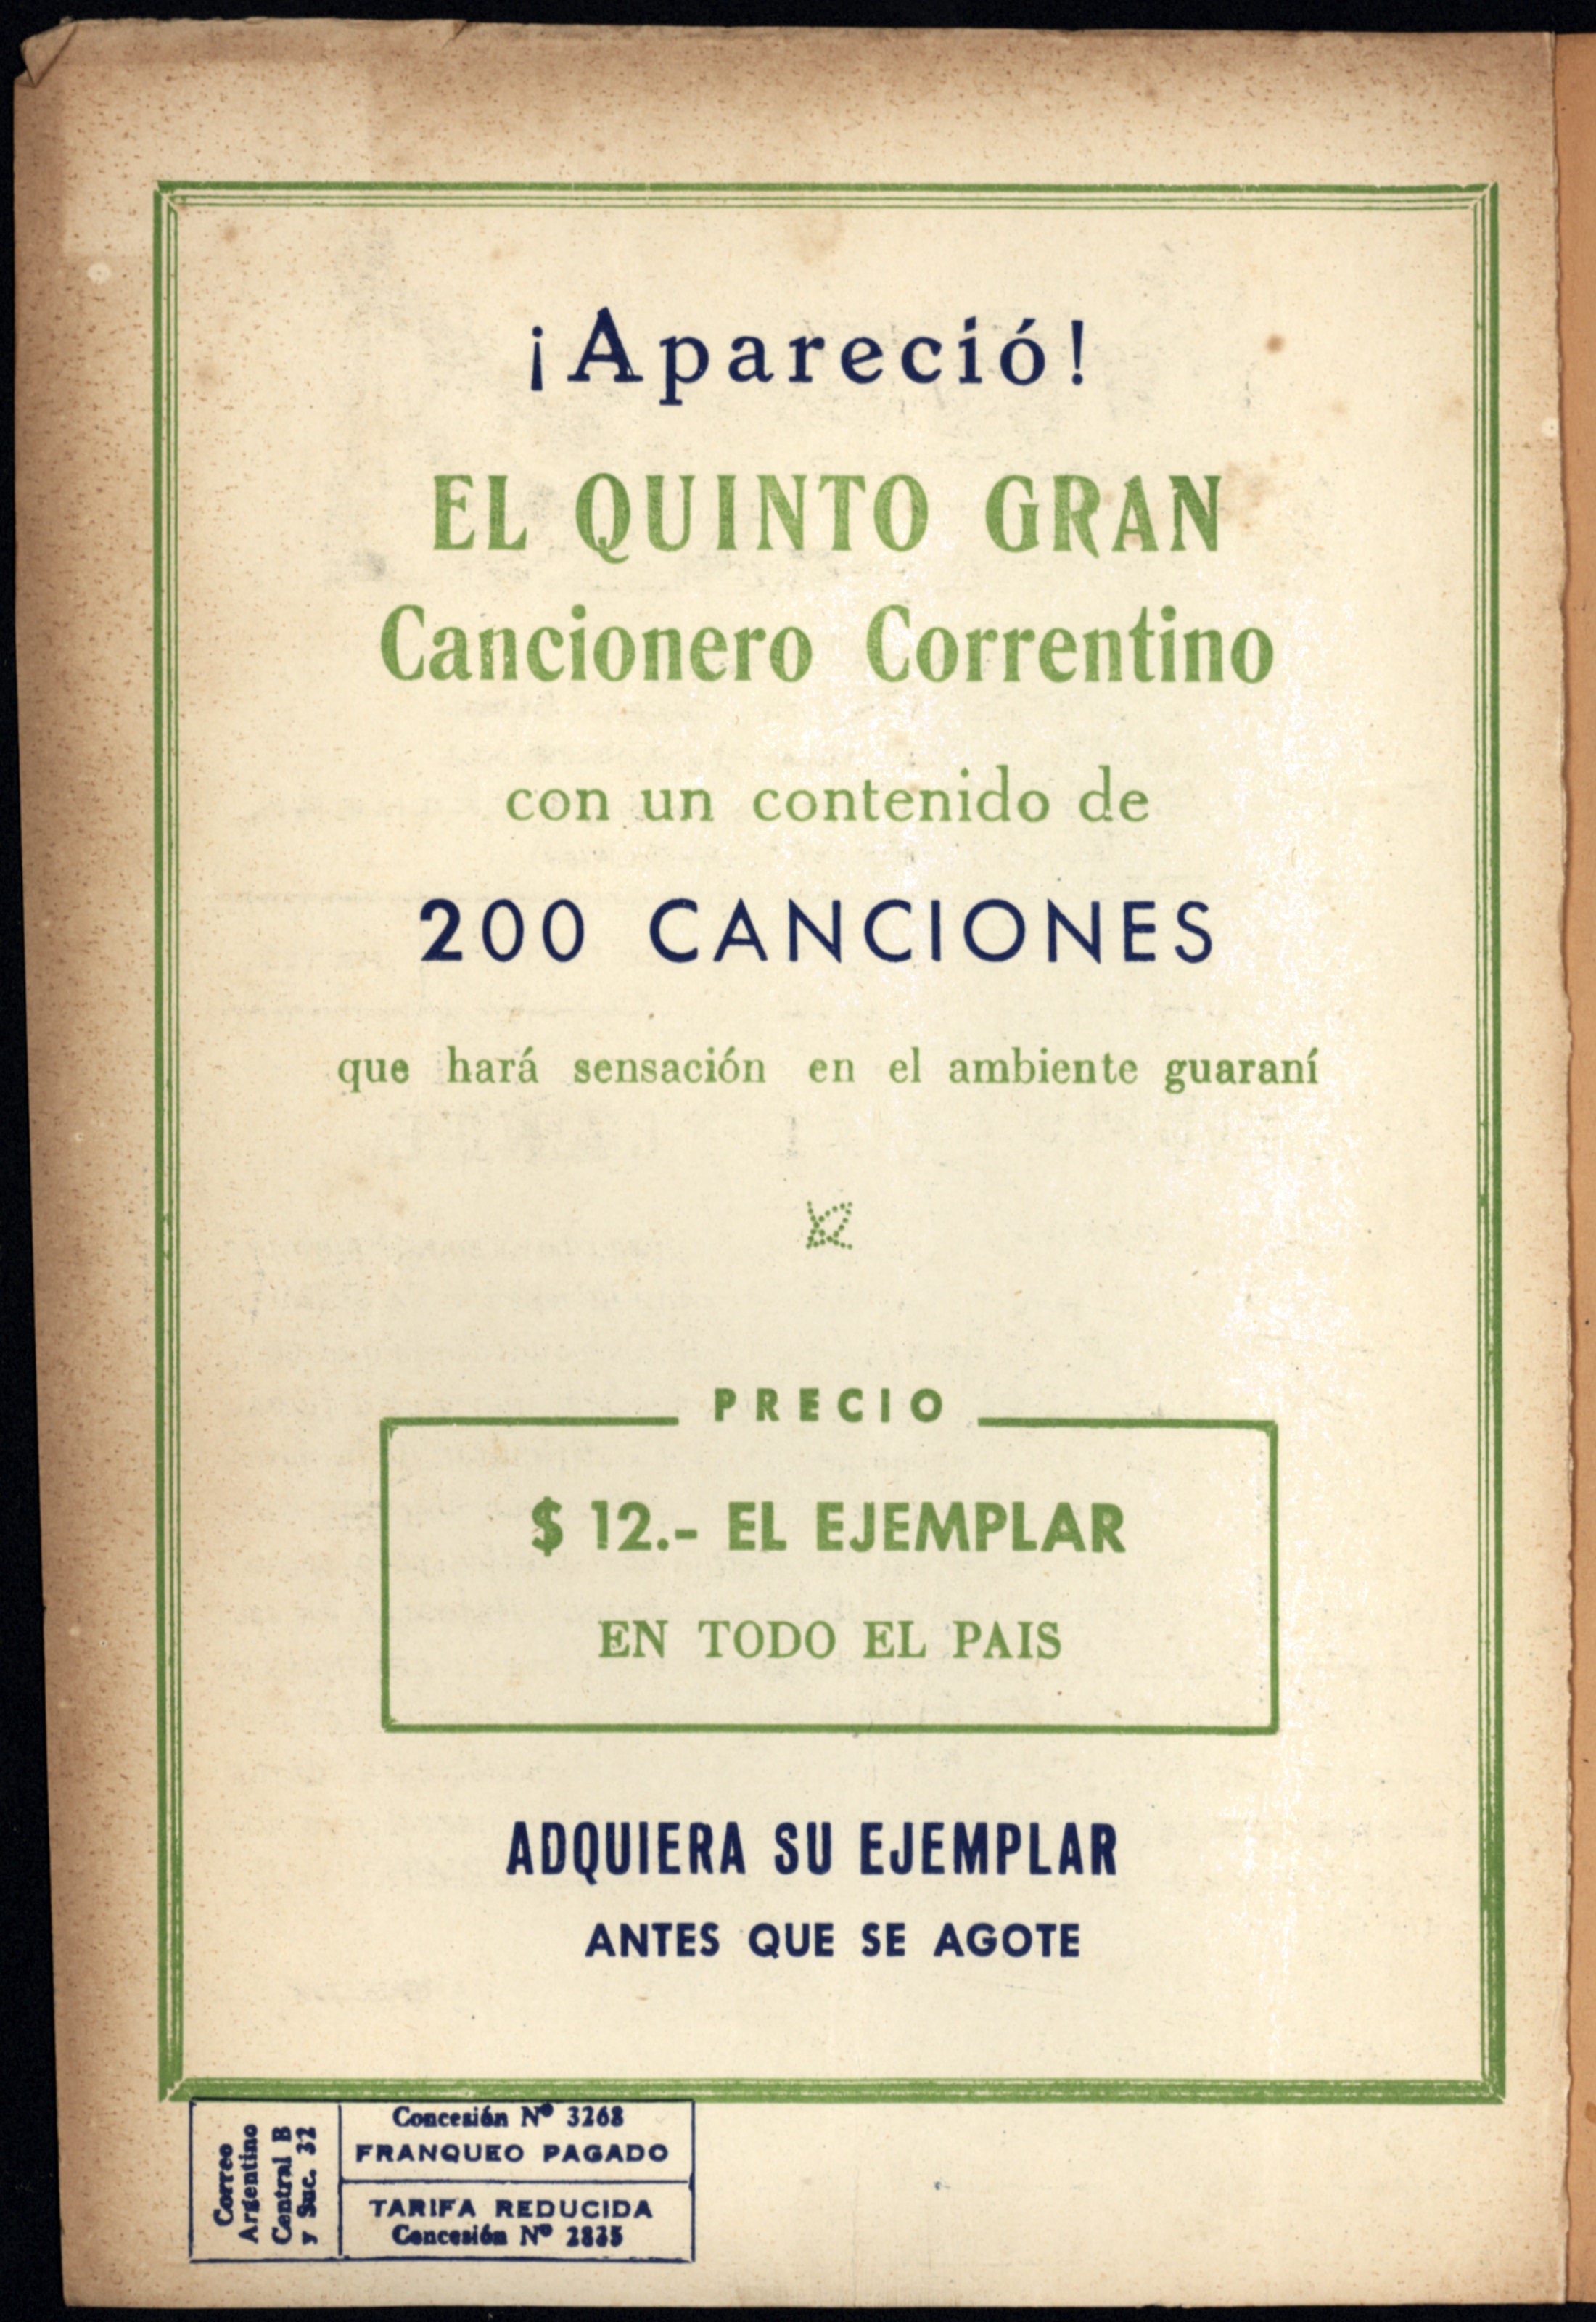 ¡Apareció!
EL QUINTO GRAN
Cancionero Correntino
con un contenido de
200 CANCIONES
que hará sensación en el ambiente guaraní
PRECIO
$ 12.- EL EJEMPLAR
EN TODO EL PAIS
ADQUIERA SU EJEMPLAR
ANTES QUE SE AGOTE
Correo
Argentino
Central B
y Suc. 32
Concesión Nº 3268
FRANQUEO PAGADO
TARIFA REDUCIDA
Concesión Nº 2835